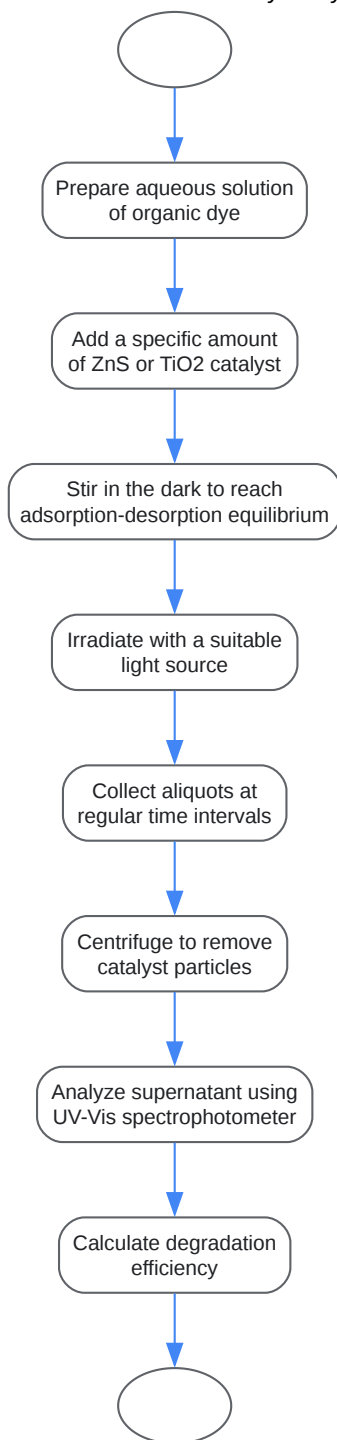 Prepare aqueous solution
of organic dye
Add a specific amount
of ZnS or TiO2 catalyst
Stir in the dark to reach
adsorption-desorption equilibrium
Irradiate with a suitable
light source
Collect aliquots at
regular time intervals
Centrifuge to remove
catalyst particles
Analyze supernatant using
UV-Vis spectrophotometer
Calculate degradation
efficiency